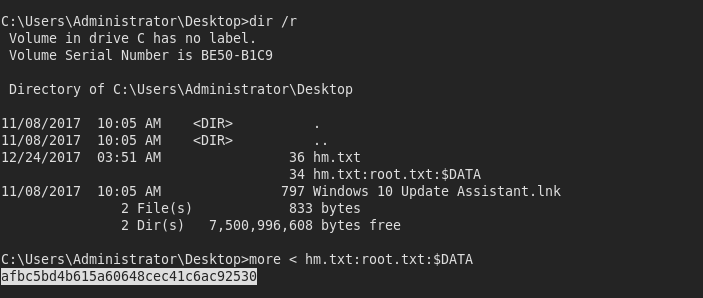 C:\Users\Administrator\Desktop>dir /r
 Volume in drive C has no label.
 Volume Serial Number is BE50-B1C9

 Directory of C:\Users\Administrator\Desktop

11/08/2017  10:05 AM    <DIR>          .
11/08/2017  10:05 AM    <DIR>          ..
12/24/2017  03:51 AM                36 hm.txt
                                    34 hm.txt:root.txt:$DATA
11/08/2017  10:05 AM               797 Windows 10 Update Assistant.lnk
               2 File(s)            833 bytes
               2 Dir(s)   7,500,996,608 bytes free

C:\Users\Administrator\Desktop>more < hm.txt:root.txt:$DATA
afbc5bd4b615a60648cec41c6ac92530